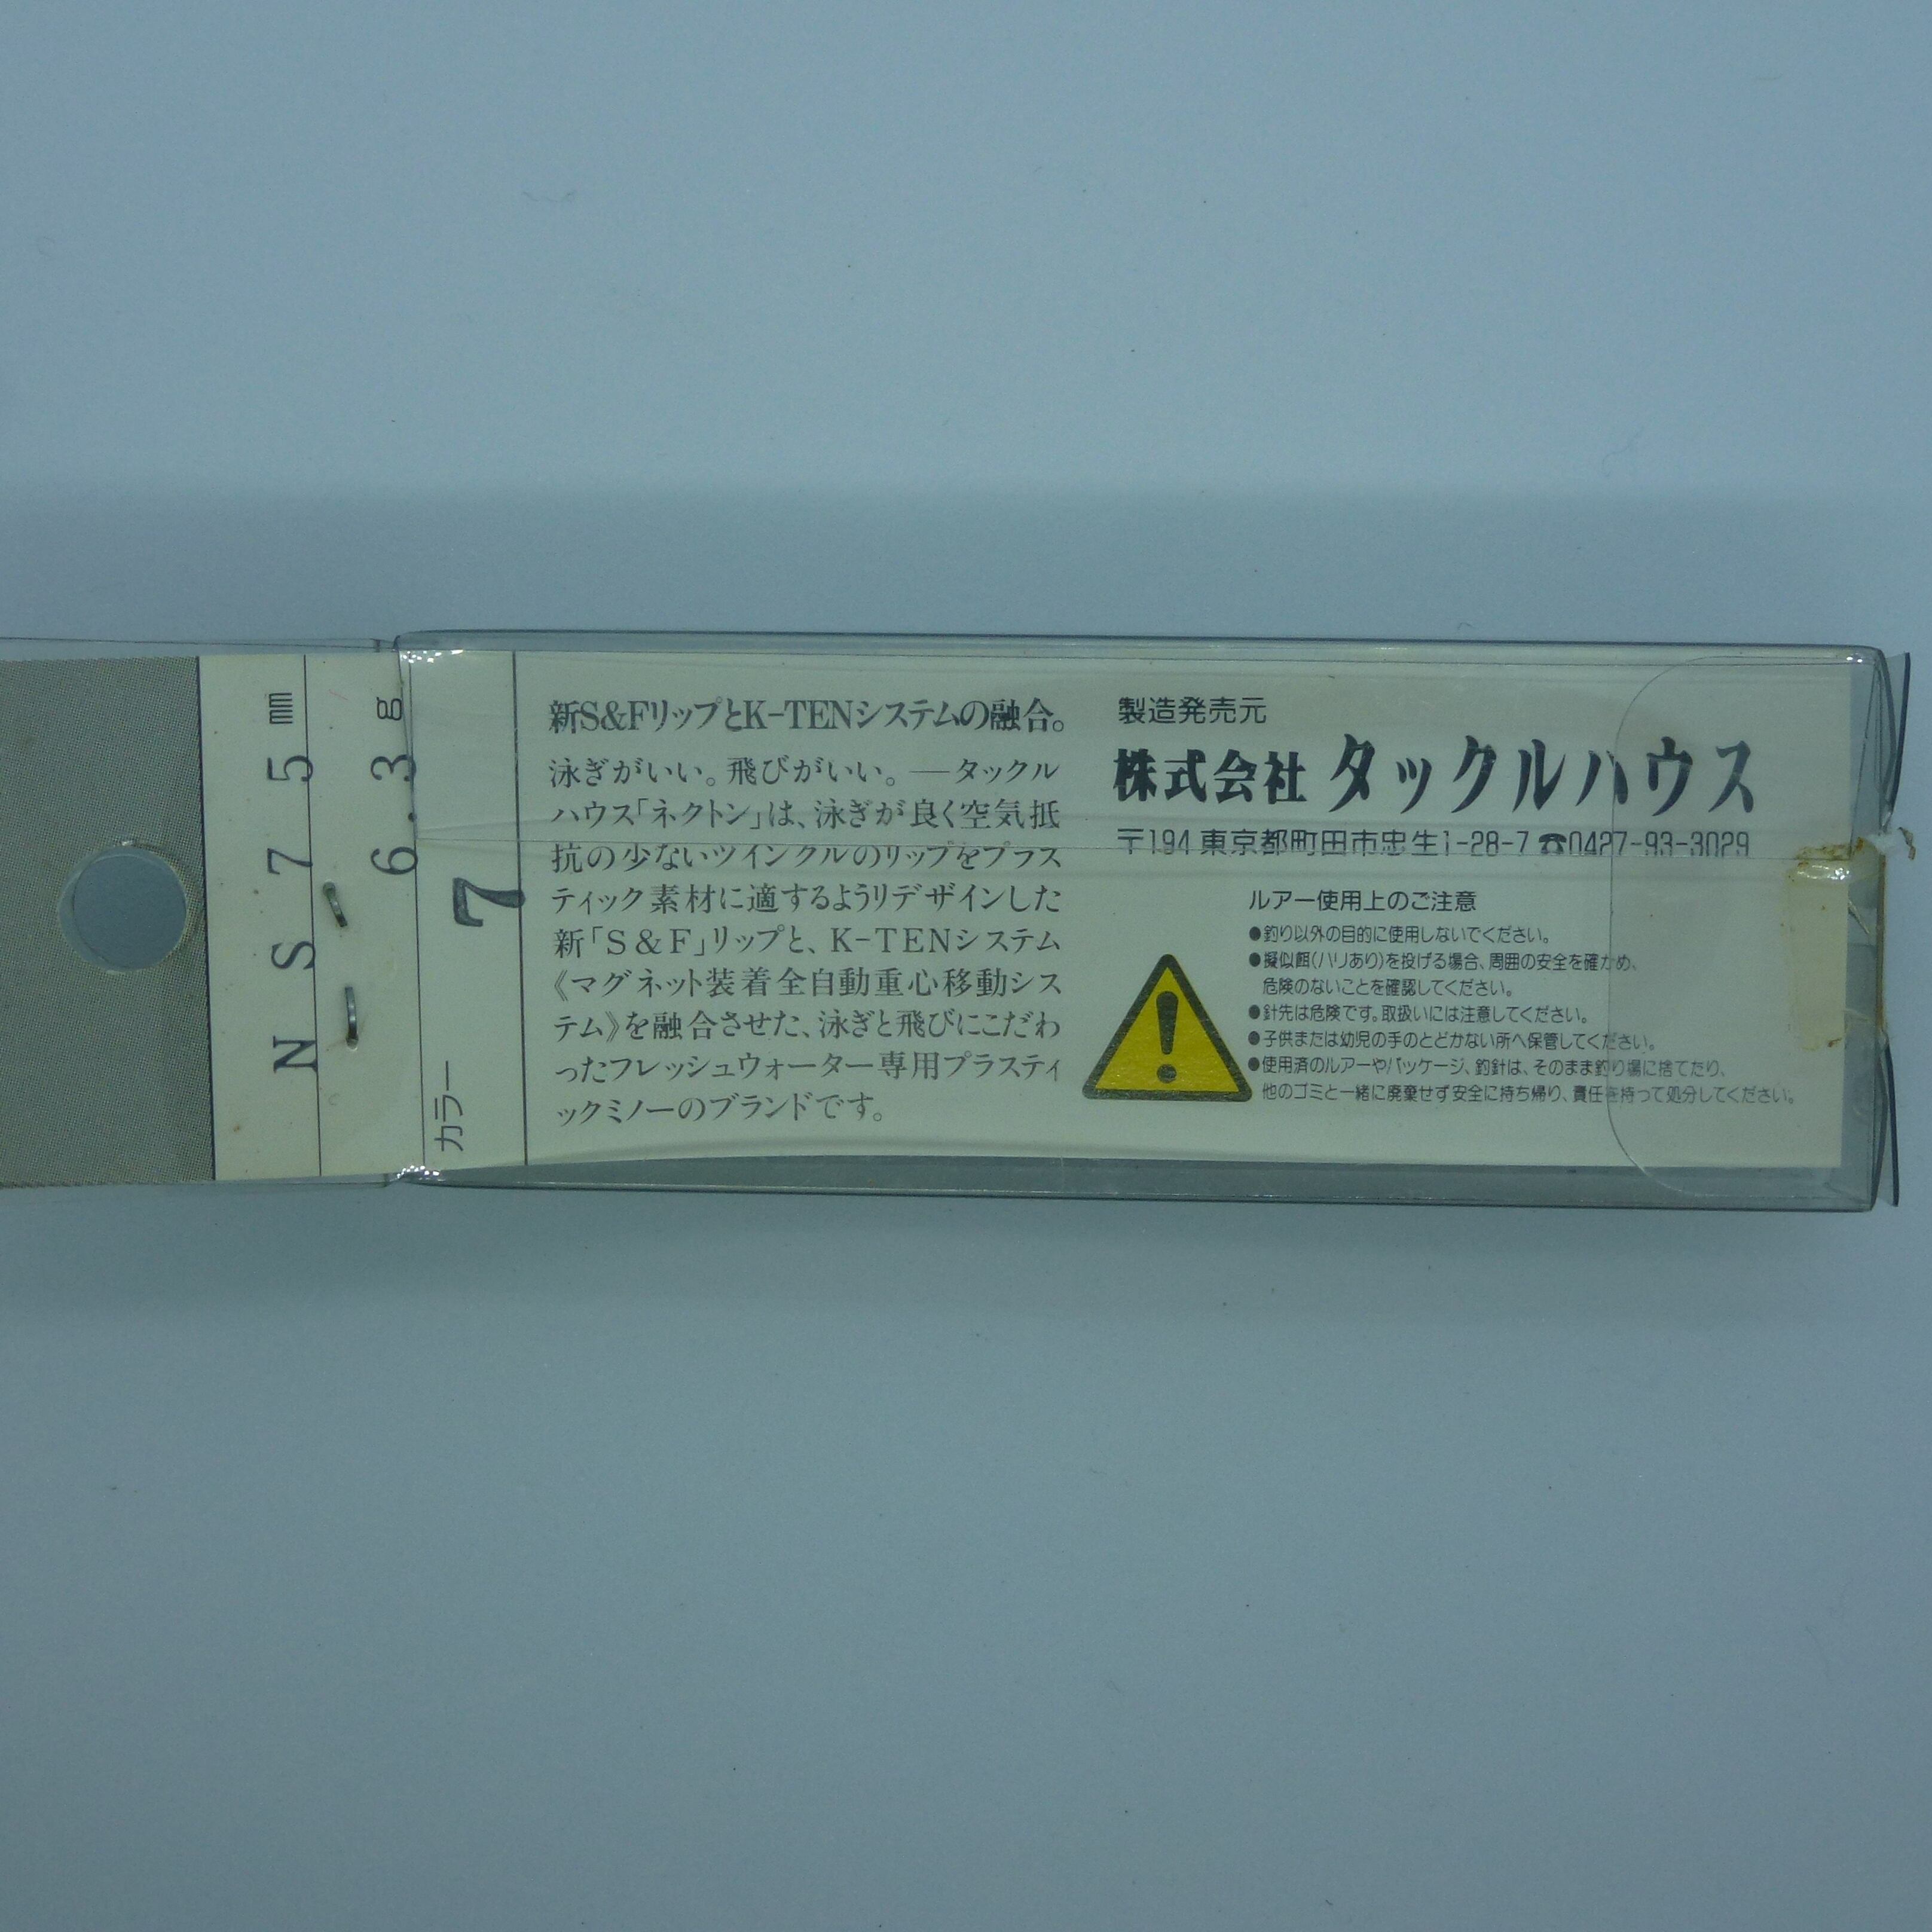 NS75mm
6.3g
カラー 7
新S&FリップとK-TENシステムの融合。
泳ぎがいい。飛びがいい。—タックル
ハウス「ネクトン」は、泳ぎが良く空気抵
抗の少ないツインクルのリップをプラス
ティック素材に適するようリデザインした
新「S&F」リップと、K-TENシステム
《マグネット装着全自動重心移動シス
テム》を融合させた、泳ぎと飛びにこだわ
ったフレッシュウォーター専用プラスティ
ックミノーのブランドです。
製造発売元
株式会社 タックルハウス
〒194 東京都町田市忠生1-28-7 ☎0427-93-3029
ルアー使用上のご注意
●釣り以外の目的に使用しないでください。
●擬似餌(ハリあり)を投げる場合、周囲の安全を確かめ、
危険のないことを確認してください。
●針先は危険です。取扱いには注意してください。
●子供または幼児の手のとどかない所へ保管してください。
●使用済のルアーやパッケージ、釣針は、そのまま釣り場に捨てたり、
他のゴミと一緒に廃棄せず安全に持ち帰り、責任を持って処分してください。